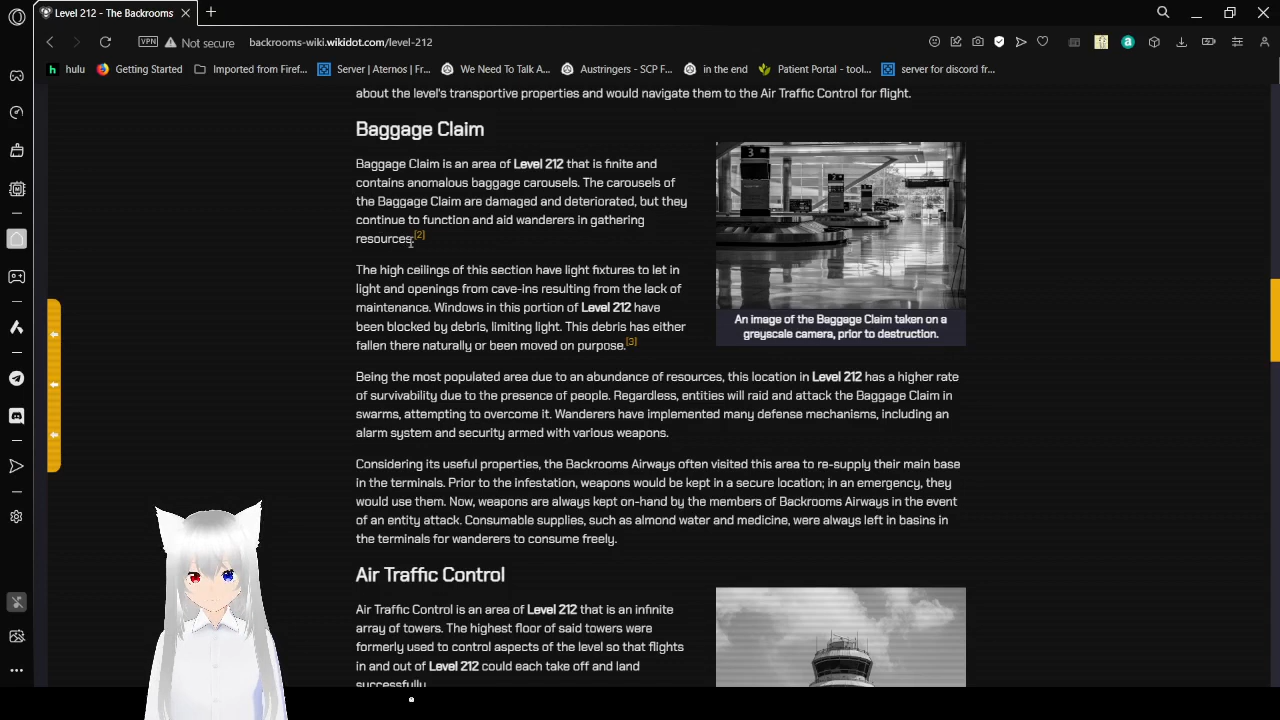 Level 212 - The Backrooms
VPN
Not secure
backrooms-wiki.wikidot.com/level-212
hulu
Getting Started
Imported from Firef...
Server | Aternos | Fr...
We Need To Talk A...
Austringers - SCP F...
in the end
Patient Portal - tool...
server for discord fr...
about the level's transportive properties and would navigate them to the Air Traffic Control for flight.
Baggage Claim
Baggage Claim is an area of Level 212 that is finite and
contains anomalous baggage carousels. The carousels of
the Baggage Claim are damaged and deteriorated, but they
continue to function and aid wanderers in gathering
resources.[2]
The high ceilings of this section have light fixtures to let in
light and openings from cave-ins resulting from the lack of
maintenance. Windows in this portion of Level 212 have
been blocked by debris, limiting light. This debris has either
fallen there naturally or been moved on purpose.[3]
3
An image of the Baggage Claim taken on a
greyscale camera, prior to destruction.
Being the most populated area due to an abundance of resources, this location in Level 212 has a higher rate
of survivability due to the presence of people. Regardless, entities will raid and attack the Baggage Claim in
swarms, attempting to overcome it. Wanderers have implemented many defense mechanisms, including an
alarm system and security armed with various weapons.
Considering its useful properties, the Backrooms Airways often visited this area to re-supply their main base
in the terminals. Prior to the infestation, weapons would be kept in a secure location; in an emergency, they
would use them. Now, weapons are always kept on-hand by the members of Backrooms Airways in the event
of an entity attack. Consumable supplies, such as almond water and medicine, were always left in basins in
the terminals for wanderers to consume freely.
Air Traffic Control
Air Traffic Control is an area of Level 212 that is an infinite
array of towers. The highest floor of said towers were
formerly used to control aspects of the level so that flights
in and out of Level 212 could each take off and land
successfully.